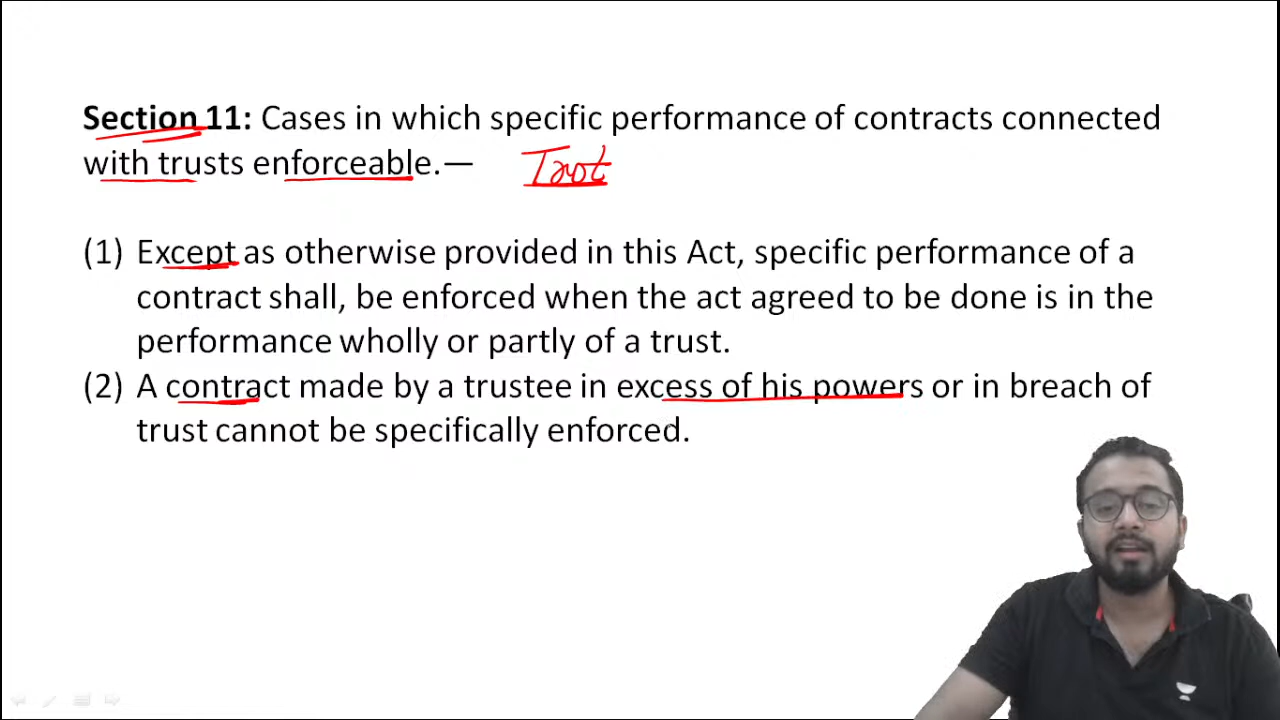 Section 11: Cases in which specific performance of contracts connected
with trusts enforceable.— Trust
(1) Except as otherwise provided in this Act, specific performance of a
contract shall, be enforced when the act agreed to be done is in the
performance wholly or partly of a trust.
(2) A contract made by a trustee in excess of his powers or in breach of
trust cannot be specifically enforced.